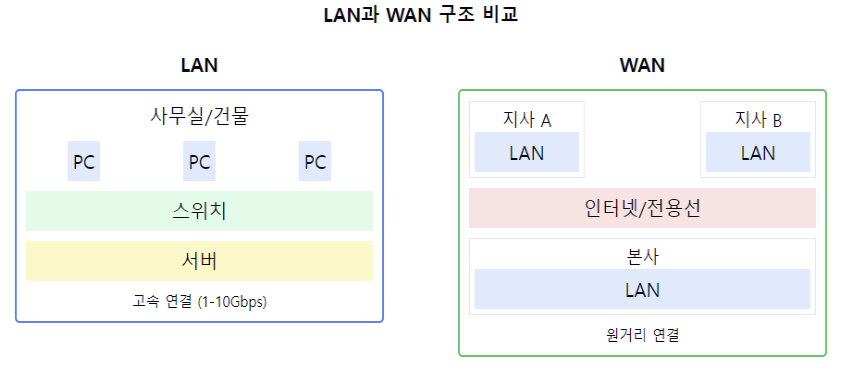 LAN과 WAN 구조 비교
LAN
사무실/건물
PC PC PC
스위치
서버
고속 연결 (1-10Gbps)
WAN
지사 A 지사 B
LAN LAN
인터넷/전용선
본사
LAN
원거리 연결